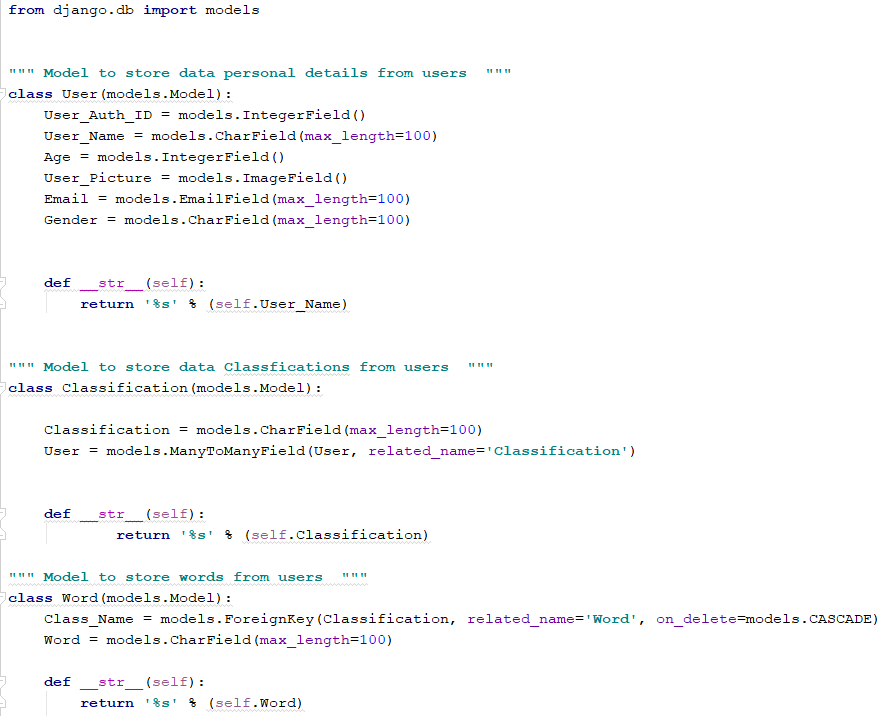 from django.db import models
""" Model to store data personal details from users  """
class User(models.Model):
    User_Auth_ID = models.IntegerField()
    User_Name = models.CharField(max_length=100)
    Age = models.IntegerField()
    User_Picture = models.ImageField()
    Email = models.EmailField(max_length=100)
    Gender = models.CharField(max_length=100)
    def __str__(self):
        return '%s' % (self.User_Name)
""" Model to store data Classfications from users  """
class Classification(models.Model):
    Classification = models.CharField(max_length=100)
    User = models.ManyToManyField(User, related_name='Classification')
    def __str__(self):
            return '%s' % (self.Classification)
""" Model to store words from users  """
class Word(models.Model):
    Class_Name = models.ForeignKey(Classification, related_name='Word', on_delete=models.CASCADE)
    Word = models.CharField(max_length=100)
    def __str__(self):
        return '%s' % (self.Word)